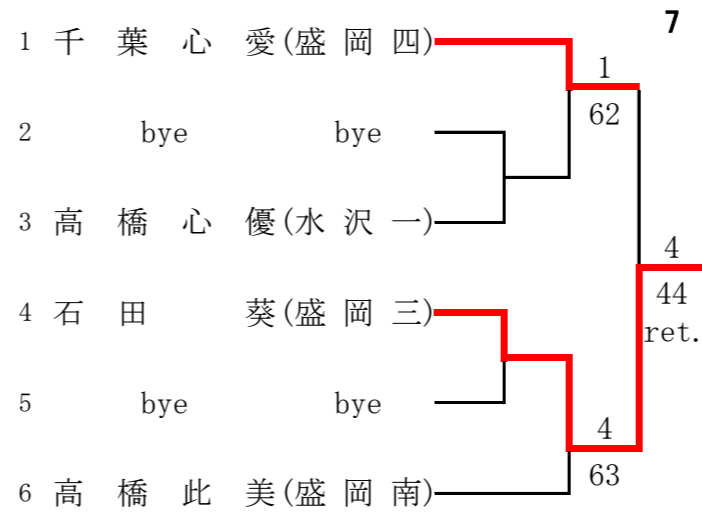 7
1 千 葉 心 愛(盛 岡 四)
1
62
2 bye bye
3 高 橋 心 優(水 沢 一)
4
44
ret.
4 石 田 葵(盛 岡 三)
5 bye bye
4
63
6 高 橋 此 美(盛 岡 南)